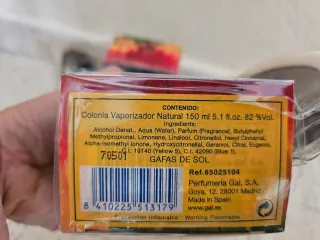 CONTENIDO:
Colonia Vaporizador Natural 150 ml 5.1 fl.oz. 82 %Vol.
Ingredients:
Alcohol Denat., Aqua (Water), Parfum (Fragrance), Butylphenyl
Methylpropional, Limonene, Linalool, Citronellol, Hexyl Cinnamal,
Alpha-Isomethyl Ionone, Hydroxycitronellal, Geraniol, Citral, Eugenol,
C.I. 19140 (Yellow 5), C.I. 42090 (Blue 1).
70501
GAFAS DE SOL
Ref.65025104
Perfumería Gal, S.A.
Goya, 12. 28001 Madrid
Made in Spain
www.gal.es
8 410225 513179
Warning Flammable